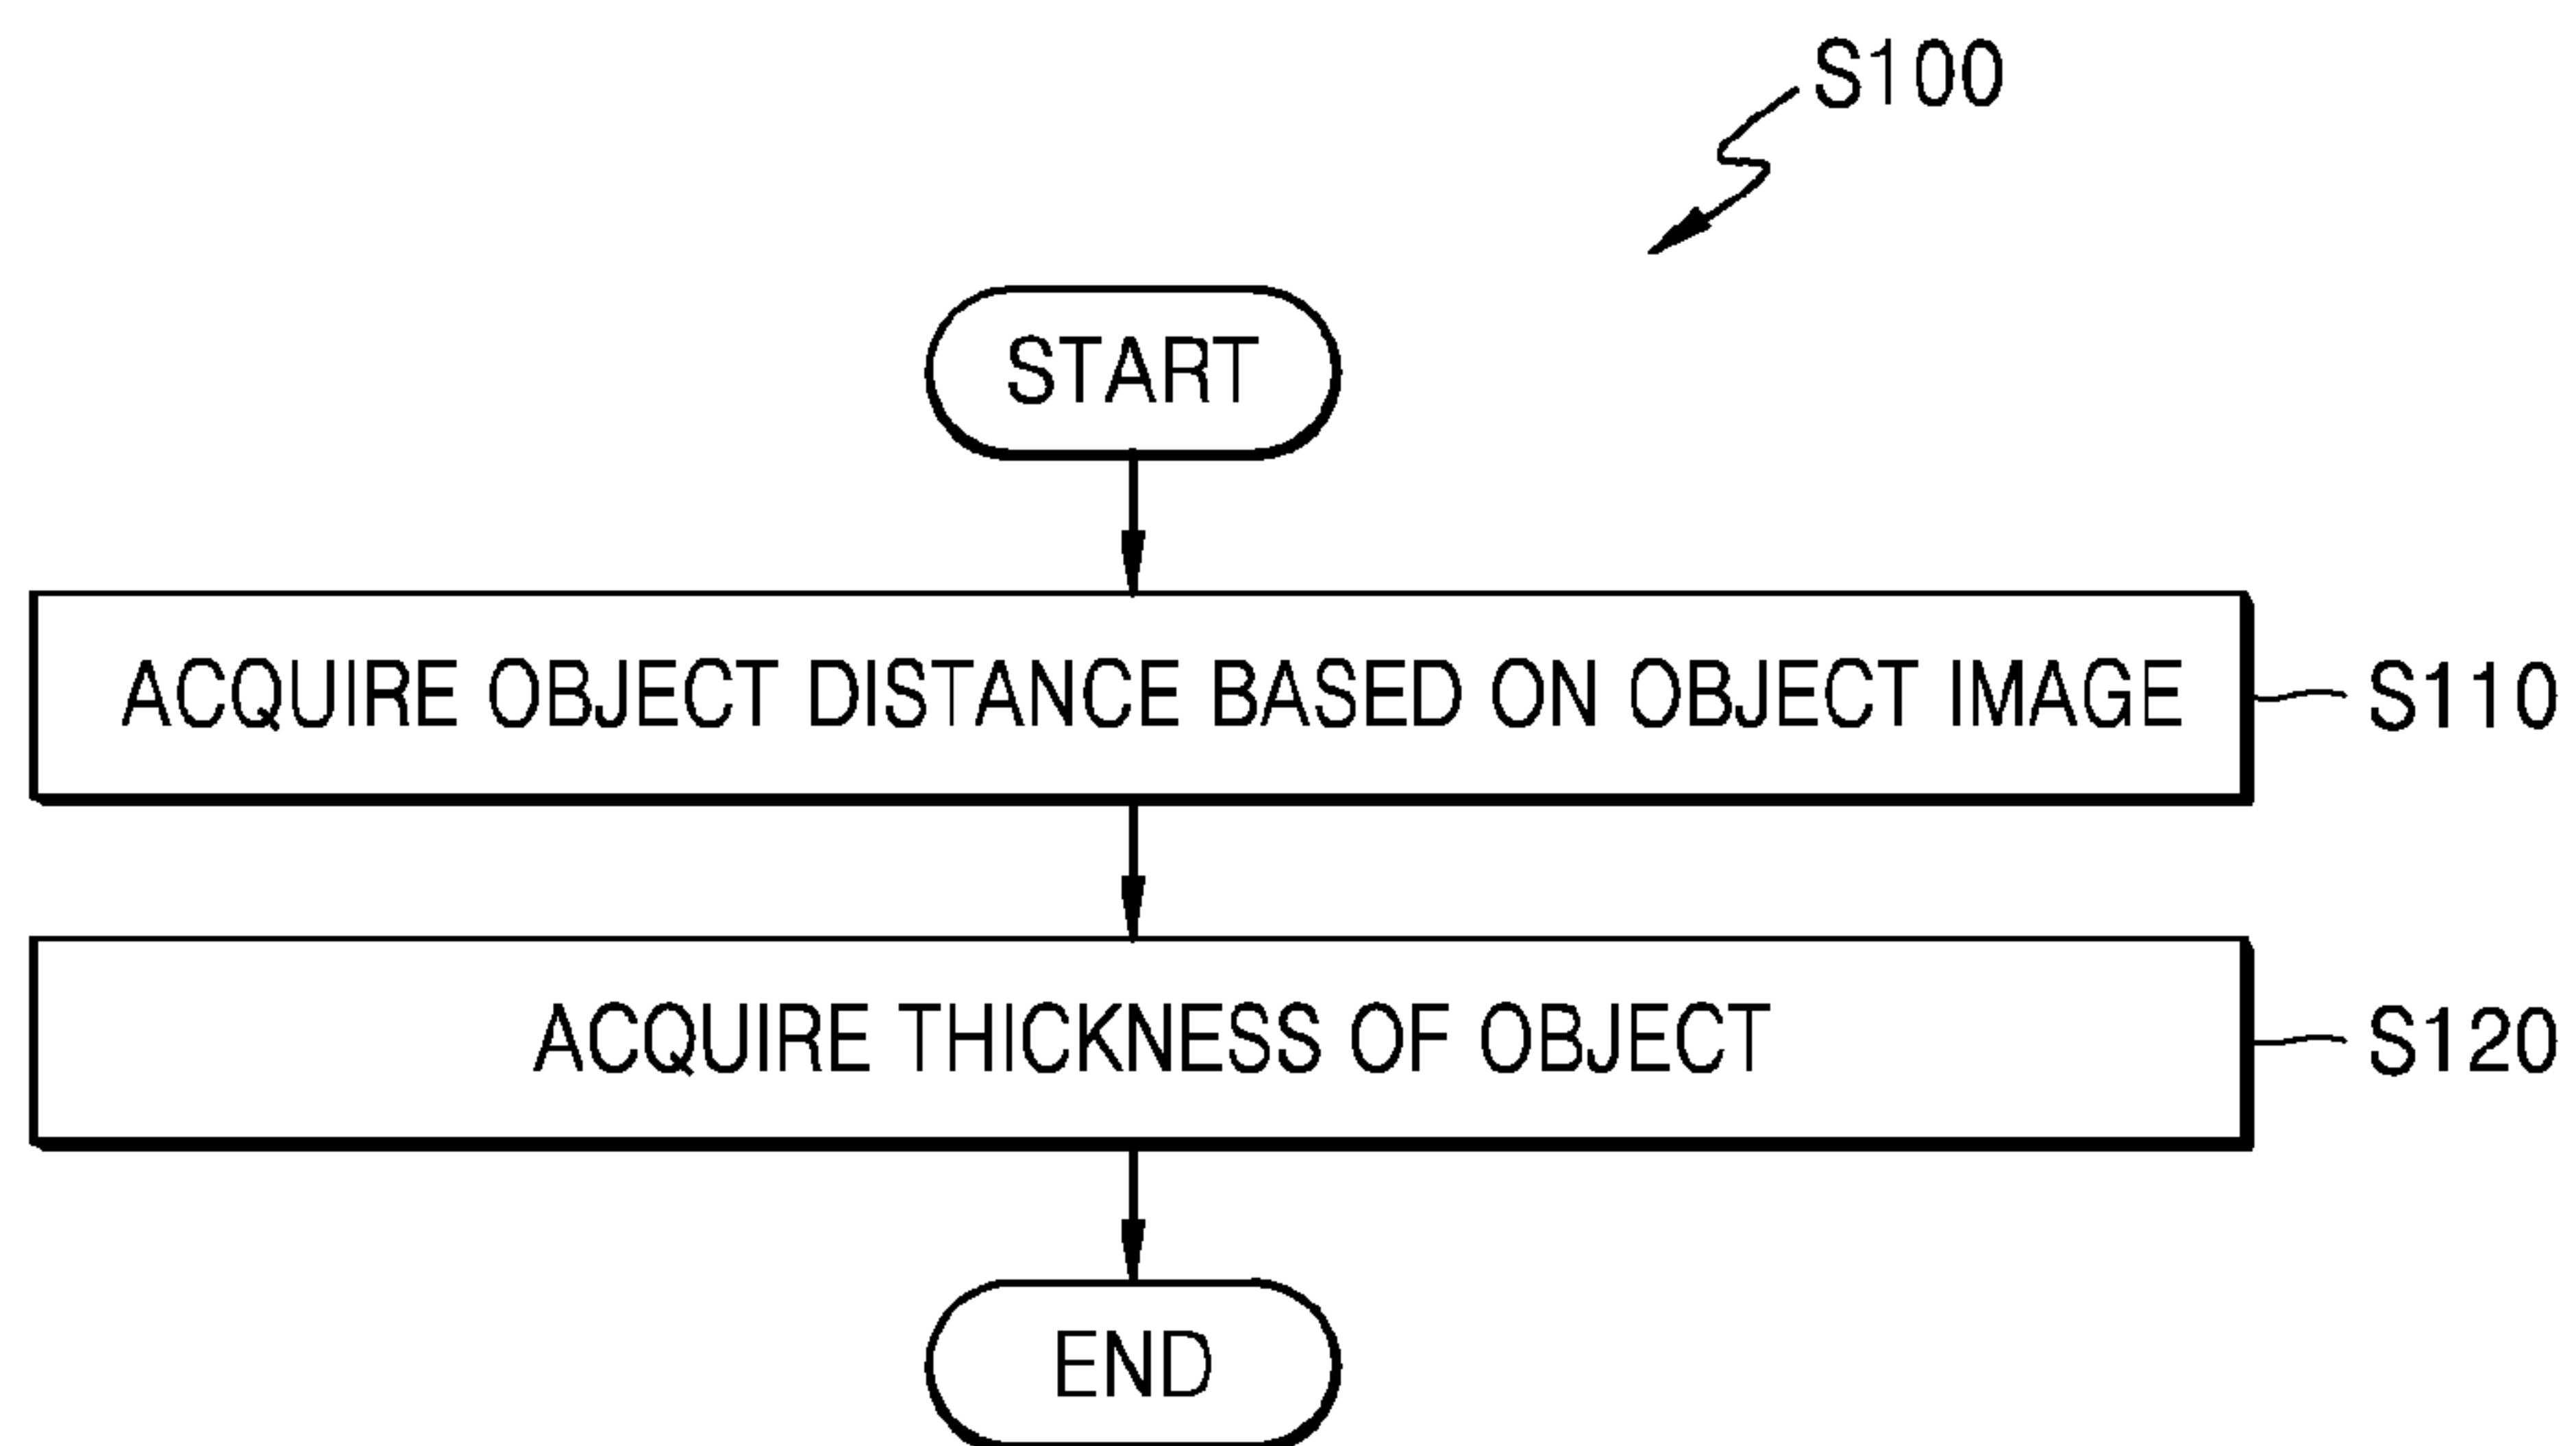 S100
START
ACQUIRE OBJECT DISTANCE BASED ON OBJECT IMAGE
S110
ACQUIRE THICKNESS OF OBJECT
S120
END